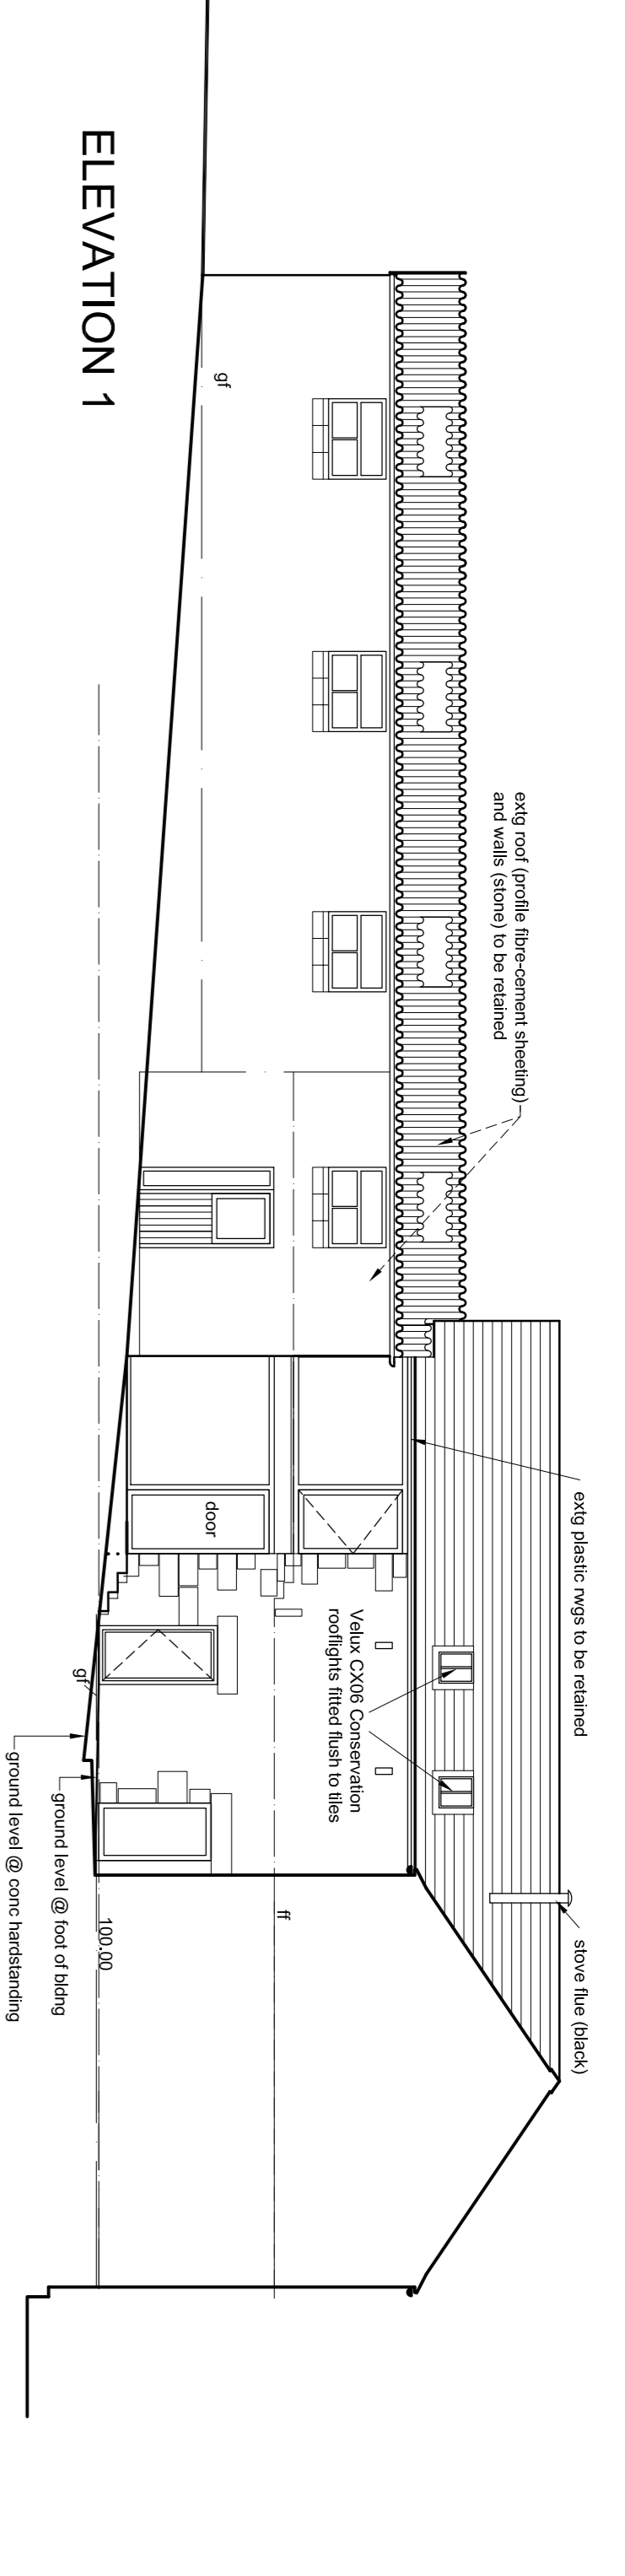 extg roof (profile fibre-cement sheeting)
and walls (stone) to be retained
extg plastic rwgs to be retained
stove flue (black)
Velux CX06 Conservation
rooflights fitted flush to tiles
gf
door
ff
gf
100.00
ground level @ foot of bldng
ground level @ conc hardstanding
ELEVATION 1